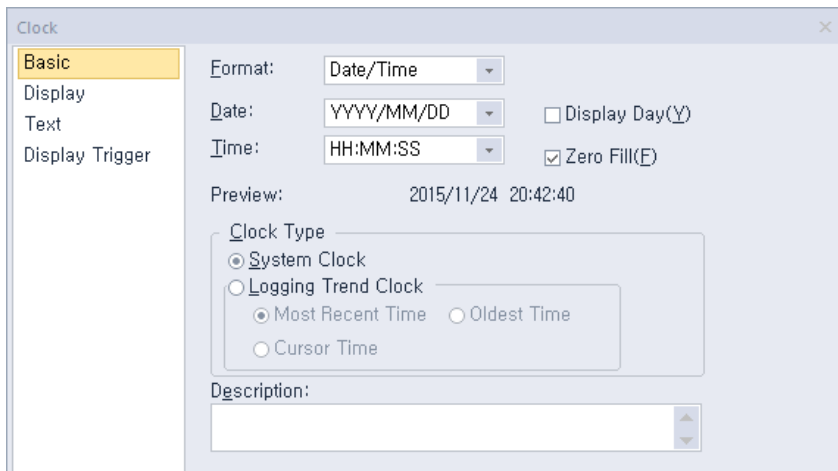 Clock
Basic
Display
Text
Display Trigger
Format: Date/Time
Date: YYYY/MM/DD Display Day(Y)
Time: HH:MM:SS Zero Fill(F)
Preview: 2015/11/24 20:42:40
Clock Type
System Clock
Logging Trend Clock
Most Recent Time Oldest Time
Cursor Time
Description: